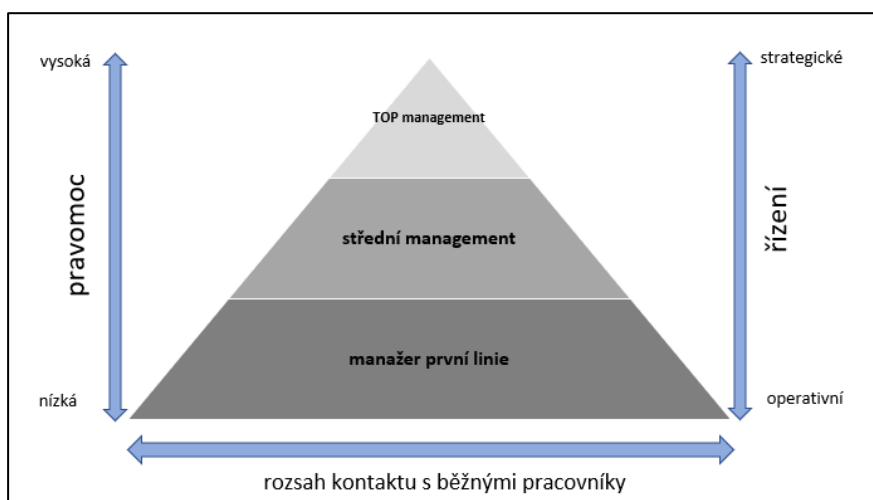 vysoká
strategické
TOP management
pravomoc
střední management
řízení
manažer první linie
nízká
operativní
rozsah kontaktu s běžnými pracovníky